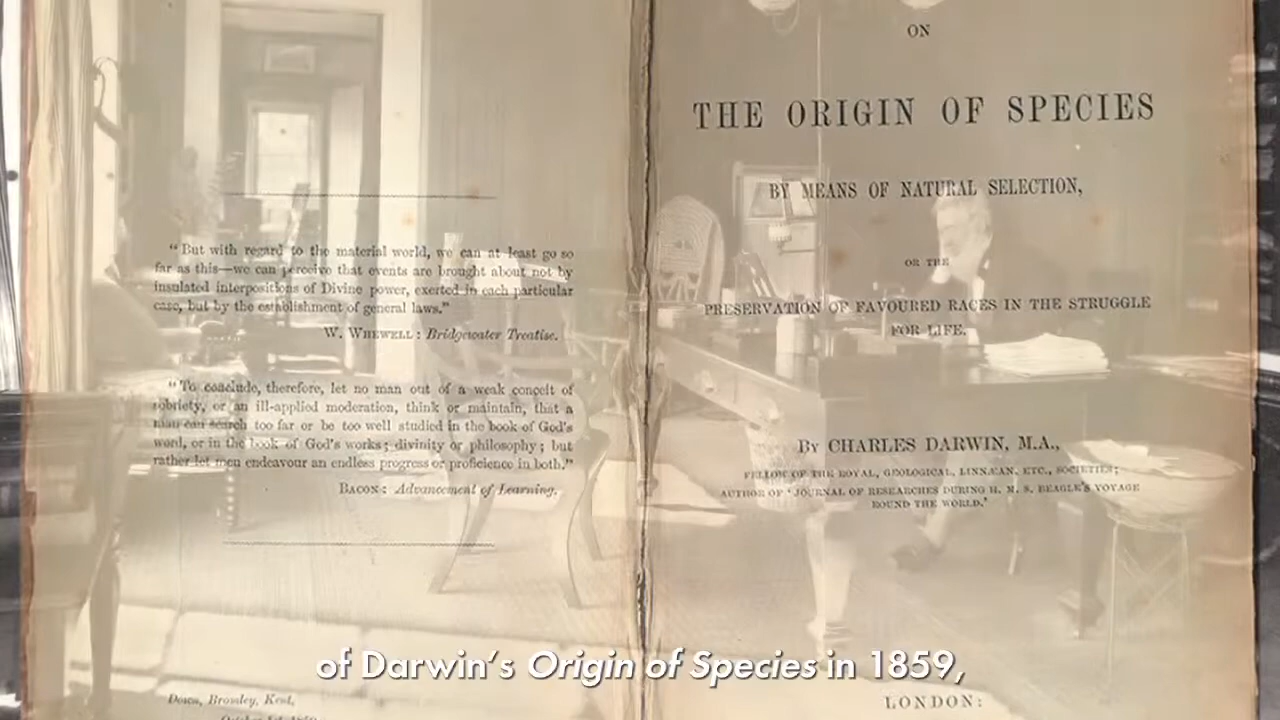 "But with regard to the material world, we can at least go so
far as this—we can perceive that events are brought about not by
insulated interpositions of Divine power, exerted in each particular
case, but by the establishment of general laws."
W. WHEWELL: Bridgewater Treatise.
"To conclude, therefore, let no man out of a weak conceit of
sobriety, or an ill-applied moderation, think or maintain, that a
man can search too far or be too well studied in the book of God's
word, or in the book of God's works; divinity or philosophy; but
rather let men endeavour an endless progress or proficience in both."
BACON: Advancement of Learning.
Down, Bromley, Kent,
ON
THE ORIGIN OF SPECIES
BY MEANS OF NATURAL SELECTION,
OR THE
PRESERVATION OF FAVOURED RACES IN THE STRUGGLE
FOR LIFE.
BY CHARLES DARWIN, M.A.,
FELLOW OF THE ROYAL, GEOLOGICAL, LINNÆAN, ETC., SOCIETIES;
AUTHOR OF 'JOURNAL OF RESEARCHES DURING H. M. S. BEAGLE'S VOYAGE
ROUND THE WORLD.'
LONDON:
of Darwin's Origin of Species in 1859,